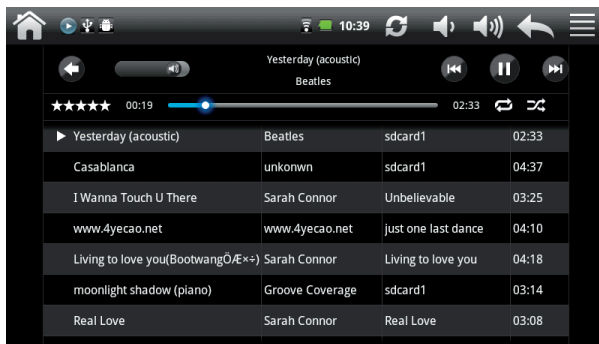 10:39
Yesterday (acoustic)
Beatles
00:19 02:33
Yesterday (acoustic) Beatles sdcard1 02:33
Casablanca unkonwn sdcard1 04:37
I Wanna Touch U There Sarah Connor Unbelievable 03:25
www.4yecao.net www.4yecao.net just one last dance 04:10
Living to love you(BootwangÖÆ×÷) Sarah Connor Living to love you 04:18
moonlight shadow (piano) Groove Coverage sdcard1 03:14
Real Love Sarah Connor Real Love 03:08